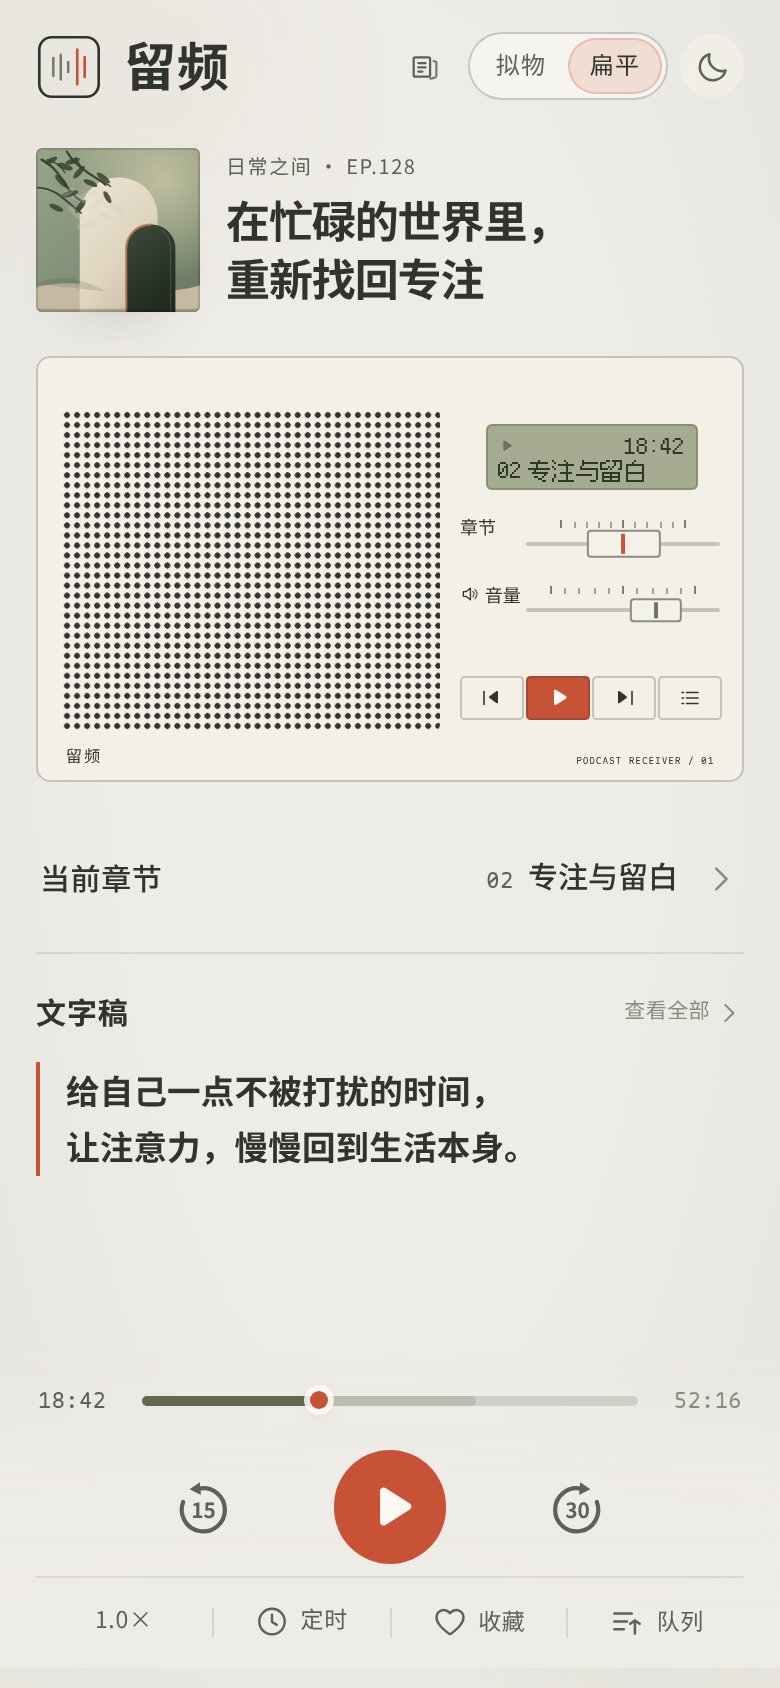 留频
拟物 扁平
日常之间 • EP.128
在忙碌的世界里，
重新找回专注
18:42
02 专注与留白
章节
音量
留频
PODCAST RECEIVER / 01
当前章节 02 专注与留白
文字稿 查看全部
给自己一点不被打扰的时间，
让注意力，慢慢回到生活本身。
18:42 52:16
15 30
1.0× 定时 收藏 队列